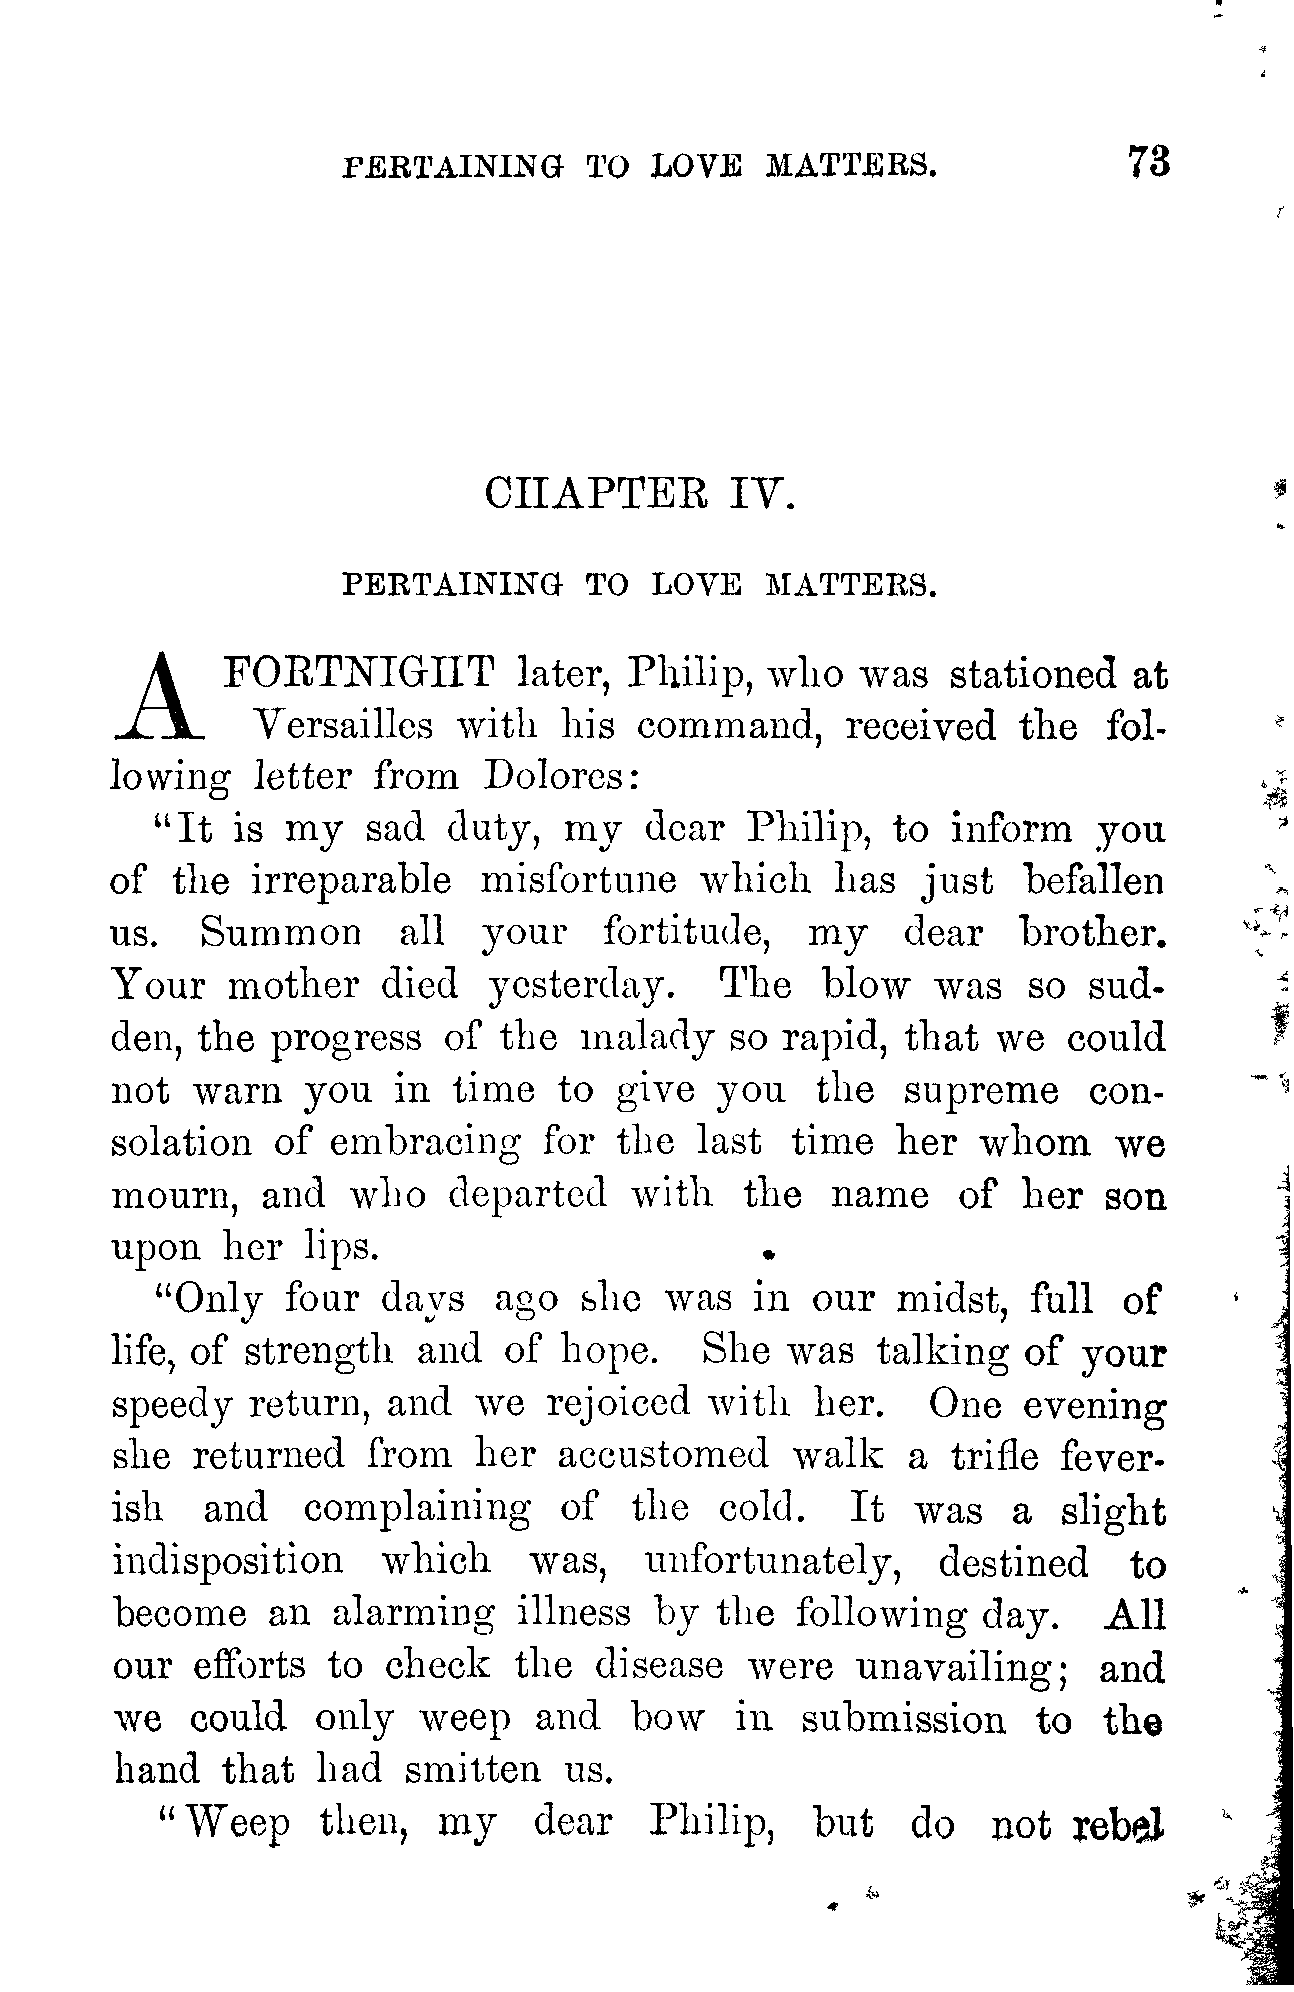 PERTAINING TO LOVE MATTERS. 73
CHAPTER IV.
PERTAINING TO LOVE MATTERS.
A FORTNIGHT later, Philip, who was stationed at
Versailles with his command, received the fol-
lowing letter from Dolores:
"It is my sad duty, my dear Philip, to inform you
of the irreparable misfortune which has just befallen
us. Summon all your fortitude, my dear brother.
Your mother died yesterday. The blow was so sud-
den, the progress of the malady so rapid, that we could
not warn you in time to give you the supreme con-
solation of embracing for the last time her whom we
mourn, and who departed with the name of her son
upon her lips.
"Only four days ago she was in our midst, full of
life, of strength and of hope. She was talking of your
speedy return, and we rejoiced with her. One evening
she returned from her accustomed walk a trifle fever-
ish and complaining of the cold. It was a slight
indisposition which was, unfortunately, destined to
become an alarming illness by the following day. All
our efforts to check the disease were unavailing; and
we could only weep and bow in submission to the
hand that had smitten us.
"Weep then, my dear Philip, but do not rebel